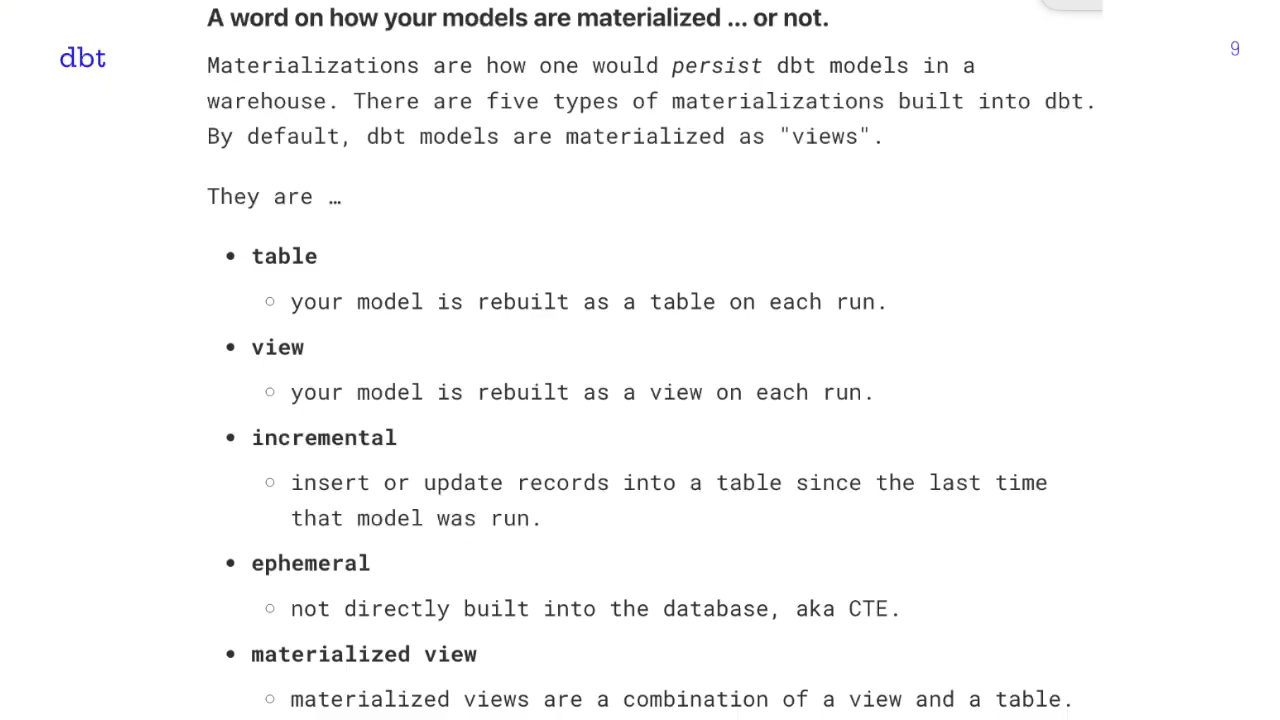 A word on how your models are materialized ... or not.
dbt
9
Materializations are how one would persist dbt models in a
warehouse. There are five types of materializations built into dbt.
By default, dbt models are materialized as "views".
They are …
• table
○ your model is rebuilt as a table on each run.
• view
○ your model is rebuilt as a view on each run.
• incremental
○ insert or update records into a table since the last time
that model was run.
• ephemeral
○ not directly built into the database, aka CTE.
• materialized view
○ materialized views are a combination of a view and a table.